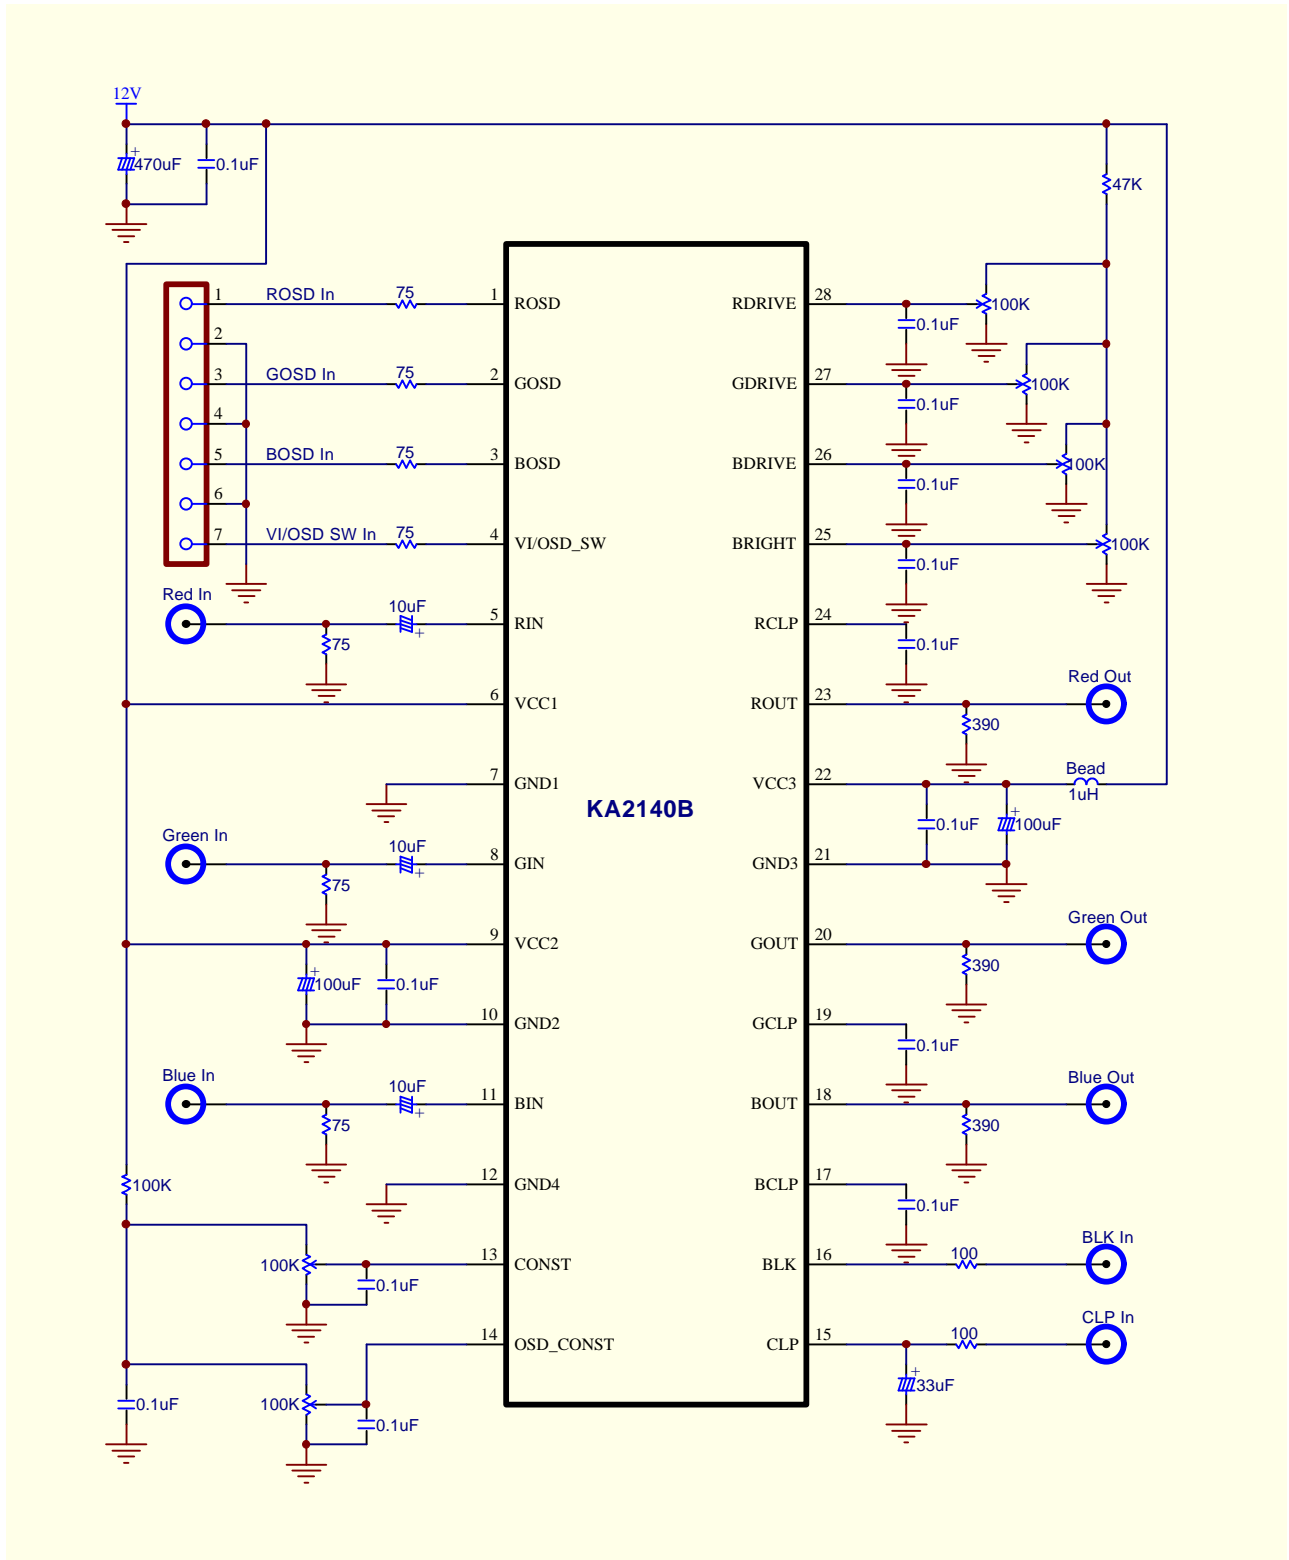 12V
+
470uF 0.1uF
47K
1 ROSD In 75 1 ROSD RDRIVE 28 100K
0.1uF
2
3 GOSD In 75 2 GOSD GDRIVE 27 100K
0.1uF
4
5 BOSD In 75 3 BOSD BDRIVE 26 100K
0.1uF
6
7 VI/OSD SW In 75 4 VI/OSD_SW BRIGHT 25 100K
0.1uF
Red In 10uF
+
5 RIN RCLP 24
75 0.1uF
Red Out
6 VCC1 ROUT 23
390
Bead
7 GND1 VCC3 22
1uH
KA2140B
+
0.1uF 100uF
Green In 10uF
+
8 GIN GND3 21
75
Green Out
9 VCC2 GOUT 20
+
100uF 0.1uF 390
10 GND2 GCLP 19
0.1uF
Blue In 10uF
+
Blue Out
11 BIN BOUT 18
75 390
12 GND4 BCLP 17
100K 0.1uF
BLK In
100K 13 CONST BLK 16 100
0.1uF
CLP In
14 OSD_CONST CLP 15 100
+
33uF
0.1uF 100K 0.1uF